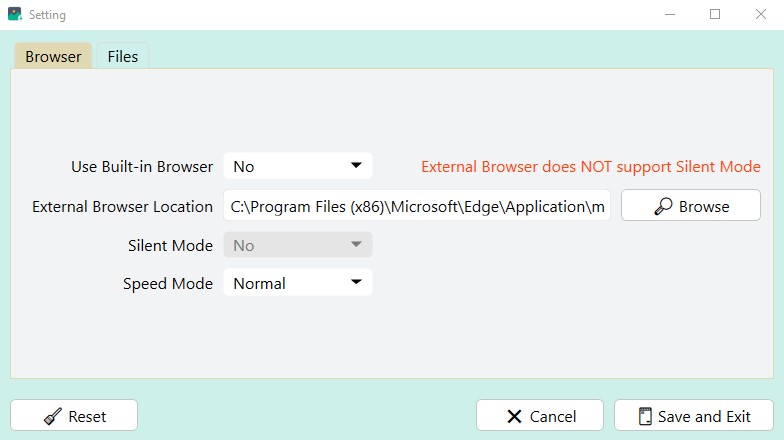 Setting
Browser Files
Use Built-in Browser No External Browser does NOT support Silent Mode
External Browser Location C:\Program Files (x86)\Microsoft\Edge\Application\m Browse
Silent Mode No
Speed Mode Normal
Reset Cancel Save and Exit